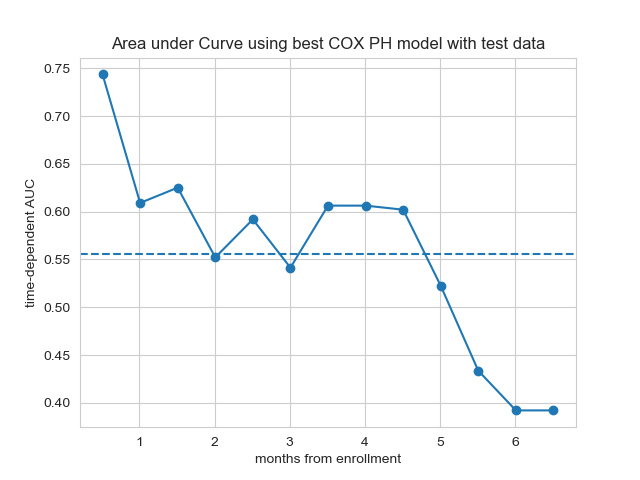 Area under Curve using best COX PH model with test data
0.75
0.70
0.65
0.60
0.55
0.50
0.45
0.40
time-dependent AUC
1 2 3 4 5 6
months from enrollment